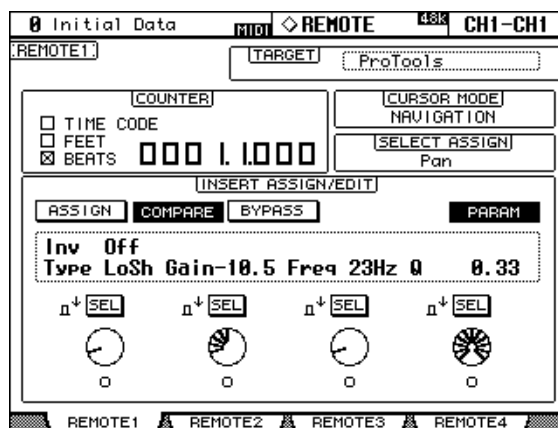 0 Initial Data MIDI ◇REMOTE 48K CH1-CH1
REMOTE1
TARGET ProTools
COUNTER
TIME CODE
FEET
BEATS
000 1. 1.000
CURSOR MODE
NAVIGATION
SELECT ASSIGN
Pan
INSERT ASSIGN/EDIT
ASSIGN COMPARE BYPASS PARAM
Inv Off
Type LoSh Gain-10.5 Freq 23Hz Q 0.33
SEL SEL SEL SEL
REMOTE1 REMOTE2 REMOTE3 REMOTE4